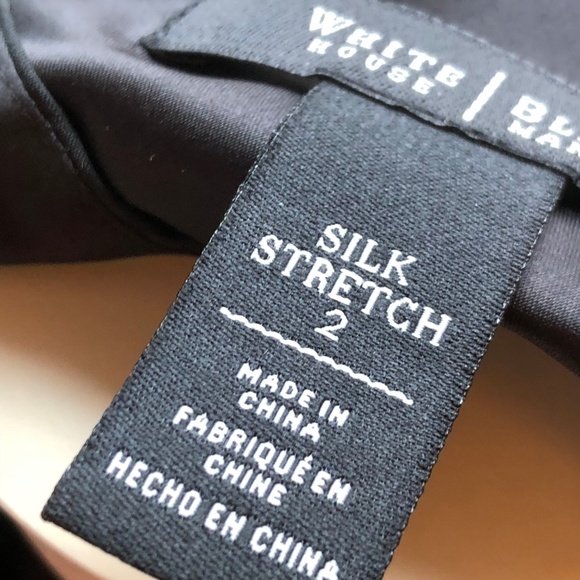 WHITE
HOUSE
SILK
STRETCH
2
MADE IN
CHINA
FABRIQUÉ EN
CHINE
HECHO EN CHINA